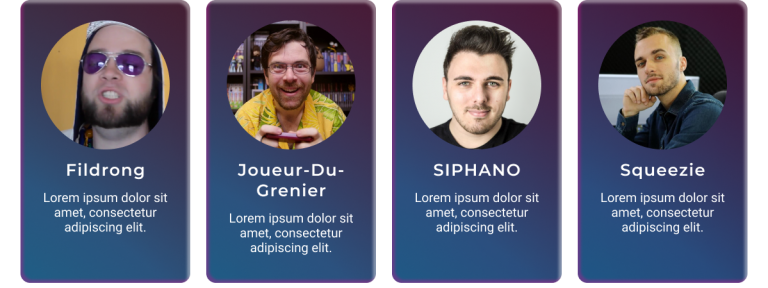 Fildrong
Lorem ipsum dolor sit
amet, consectetur
adipiscing elit.
Joueur-Du-
Grenier
Lorem ipsum dolor sit
amet, consectetur
adipiscing elit.
SIPHANO
Lorem ipsum dolor sit
amet, consectetur
adipiscing elit.
Squeezie
Lorem ipsum dolor sit
amet, consectetur
adipiscing elit.